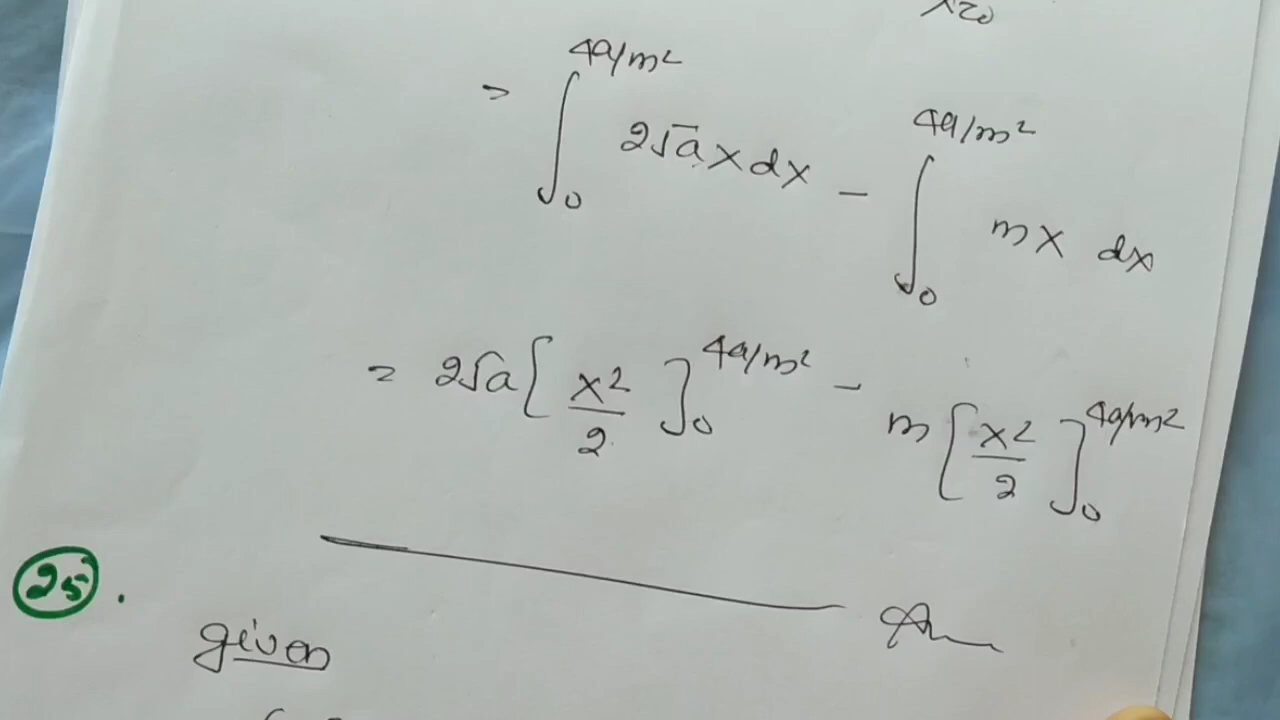 x=0
= ∫₀^{4a/m²} 2√a x dx − ∫₀^{4a/m²} mx dx
= 2√a [x²/2]₀^{4a/m²} − m [x²/2]₀^{4a/m²}
25.
given